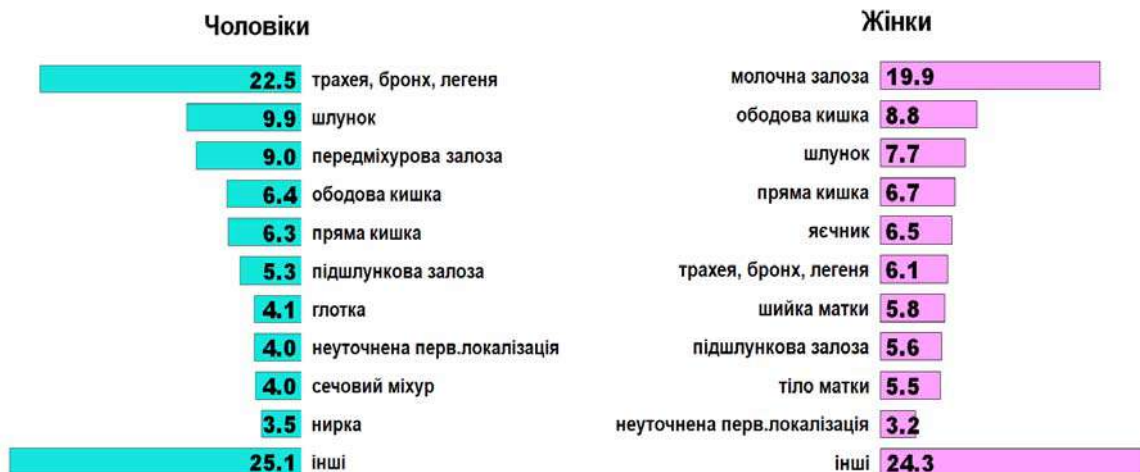 Чоловіки
22.5 трахея, бронх, легеня
9.9 шлунок
9.0 передміхурова залоза
6.4 ободова кишка
6.3 пряма кишка
5.3 підшлункова залоза
4.1 глотка
4.0 неуточнена перв.локалізація
4.0 сечовий міхур
3.5 нирка
25.1 інші
Жінки
молочна залоза 19.9
ободова кишка 8.8
шлунок 7.7
пряма кишка 6.7
яєчник 6.5
трахея, бронх, легеня 6.1
шийка матки 5.8
підшлункова залоза 5.6
тіло матки 5.5
неуточнена перв.локалізація 3.2
інші 24.3